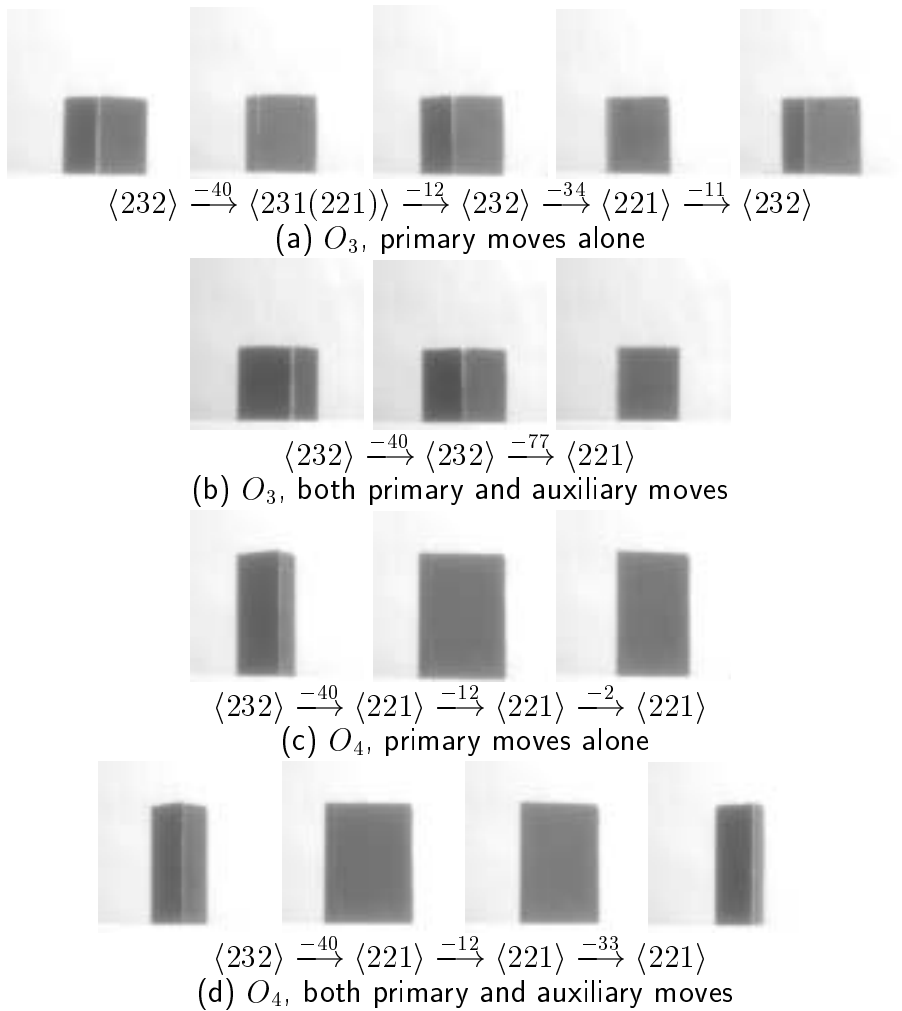 ⟨232⟩ −40⟶ ⟨231(221)⟩ −12⟶ ⟨232⟩ −34⟶ ⟨221⟩ −11⟶ ⟨232⟩
(a) O₃, primary moves alone
⟨232⟩ −40⟶ ⟨232⟩ −77⟶ ⟨221⟩
(b) O₃, both primary and auxiliary moves
⟨232⟩ −40⟶ ⟨221⟩ −12⟶ ⟨221⟩ −2⟶ ⟨221⟩
(c) O₄, primary moves alone
⟨232⟩ −40⟶ ⟨221⟩ −12⟶ ⟨221⟩ −33⟶ ⟨221⟩
(d) O₄, both primary and auxiliary moves